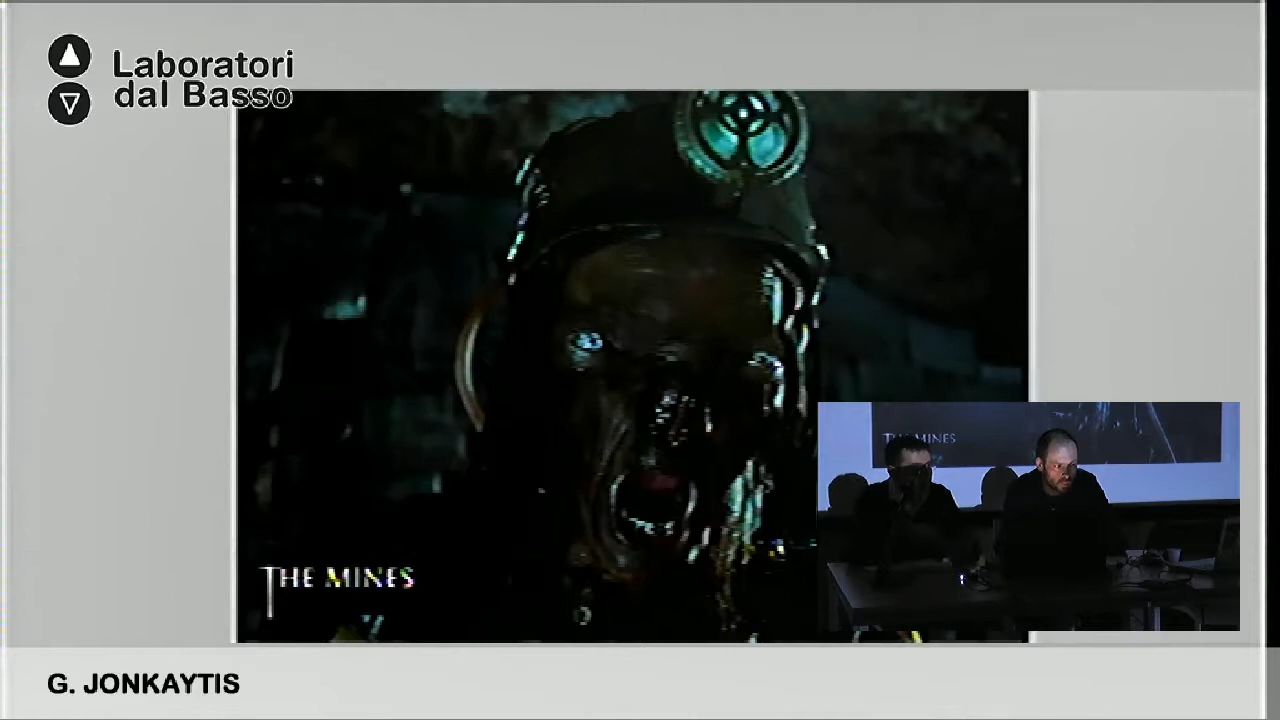 Laboratori
dal Basso
THE MINES
THE MINES
G. JONKAYTIS